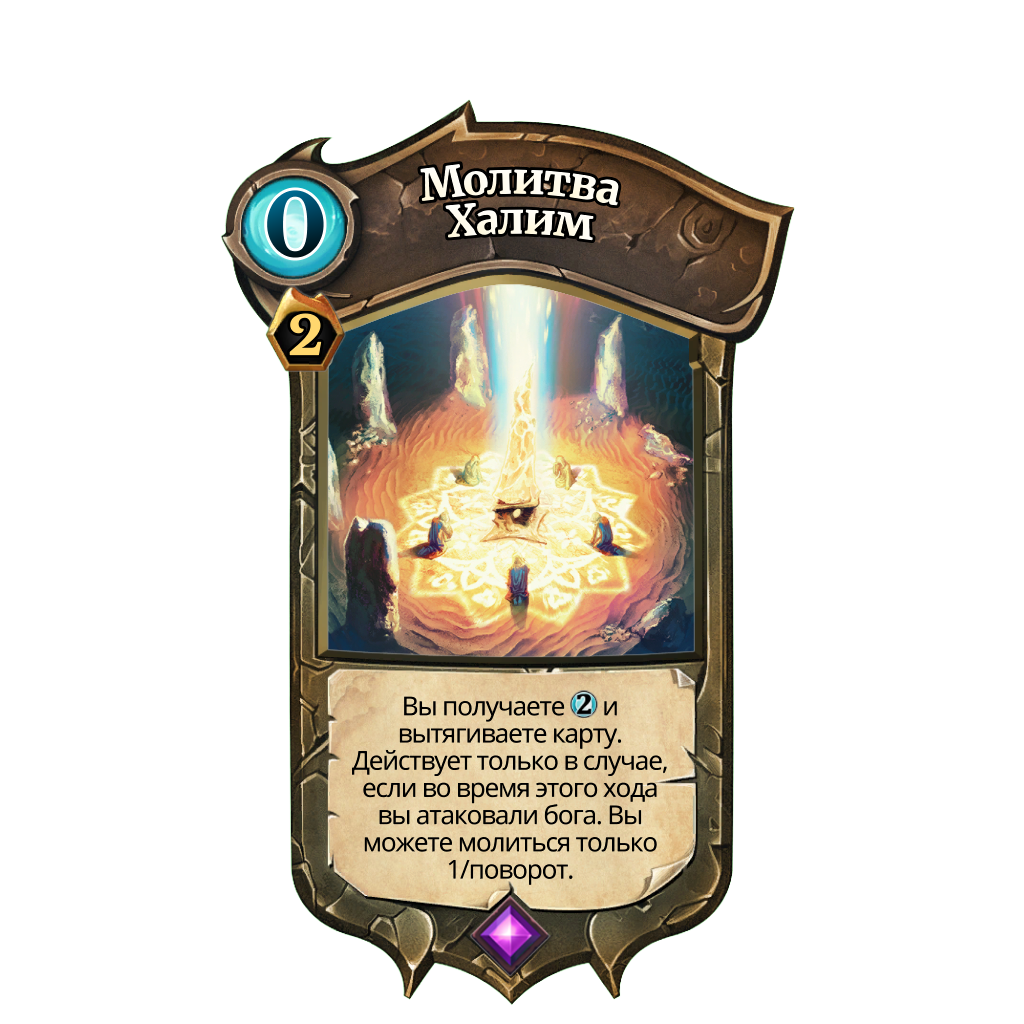 Молитва
Халим
0
2
Вы получаете 2 и
вытягиваете карту.
Действует только в случае,
если во время этого хода
вы атаковали бога. Вы
можете молиться только
1/поворот.